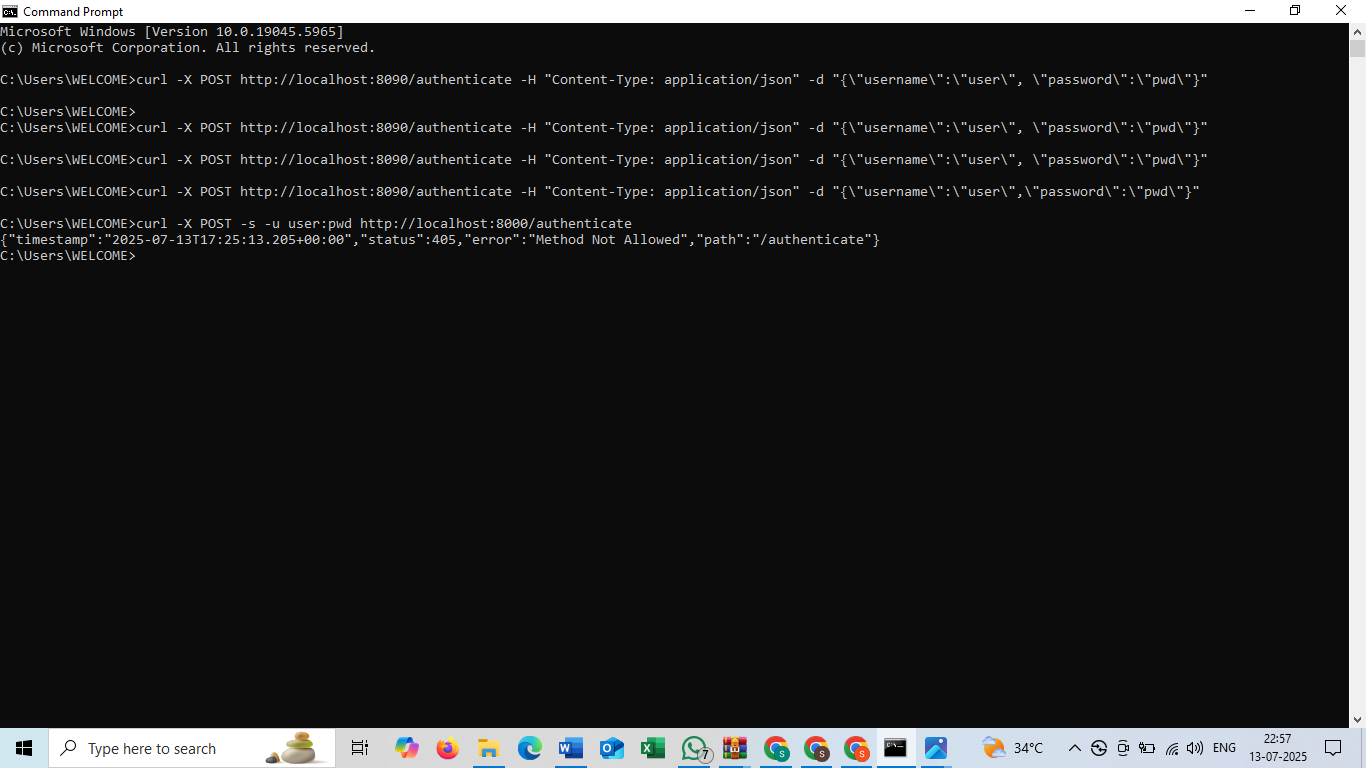 Command Prompt
Microsoft Windows [Version 10.0.19045.5965]
(c) Microsoft Corporation. All rights reserved.
C:\Users\WELCOME>curl -X POST http://localhost:8090/authenticate -H "Content-Type: application/json" -d "{\"username\":\"user\", \"password\":\"pwd\"}"
C:\Users\WELCOME>
C:\Users\WELCOME>curl -X POST http://localhost:8090/authenticate -H "Content-Type: application/json" -d "{\"username\":\"user\", \"password\":\"pwd\"}"
C:\Users\WELCOME>curl -X POST http://localhost:8090/authenticate -H "Content-Type: application/json" -d "{\"username\":\"user\", \"password\":\"pwd\"}"
C:\Users\WELCOME>curl -X POST http://localhost:8090/authenticate -H "Content-Type: application/json" -d "{\"username\":\"user\",\"password\":\"pwd\"}"
C:\Users\WELCOME>curl -X POST -s -u user:pwd http://localhost:8000/authenticate
{"timestamp":"2025-07-13T17:25:13.205+00:00","status":405,"error":"Method Not Allowed","path":"/authenticate"}
C:\Users\WELCOME>
Type here to search
7
S
S
S
34°C
ENG
22:57
13-07-2025